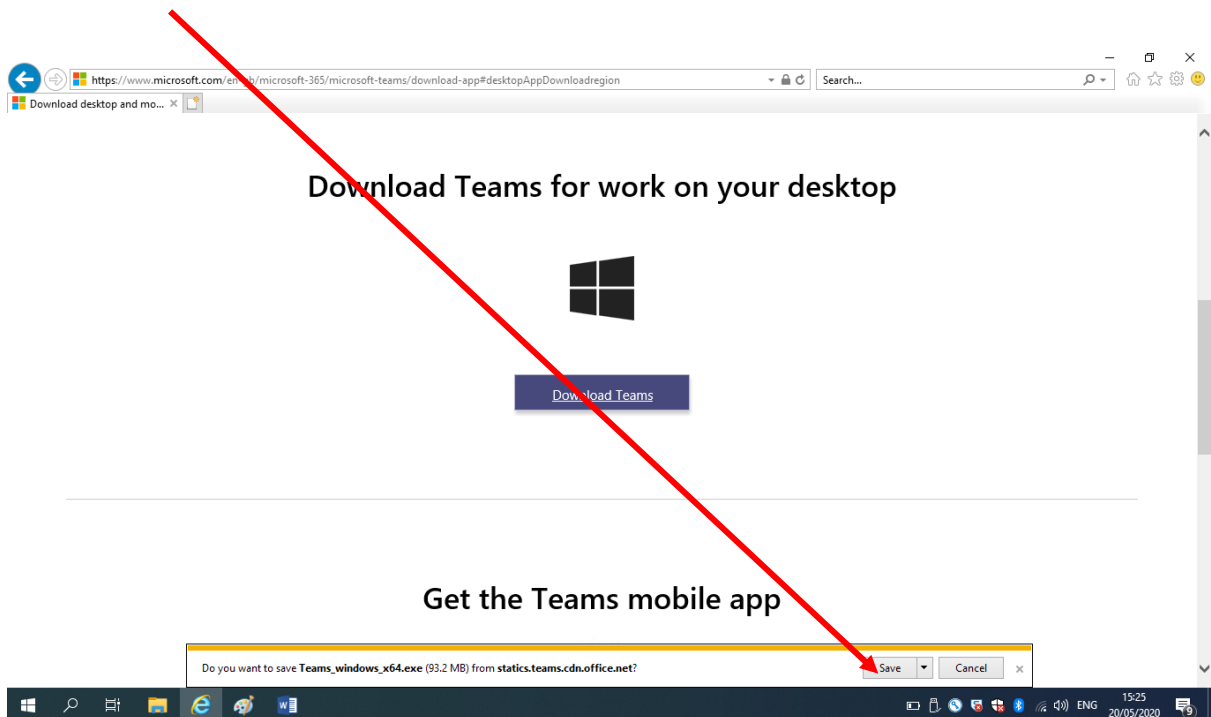 https://www.microsoft.com/en-gb/microsoft-365/microsoft-teams/download-app#desktopAppDownloadregion
Search...
Download desktop and mo...
Download Teams for work on your desktop
Download Teams
Get the Teams mobile app
Do you want to save Teams_windows_x64.exe (93.2 MB) from statics.teams.cdn.office.net?
Save
Cancel
ENG
15:25
20/05/2020
9